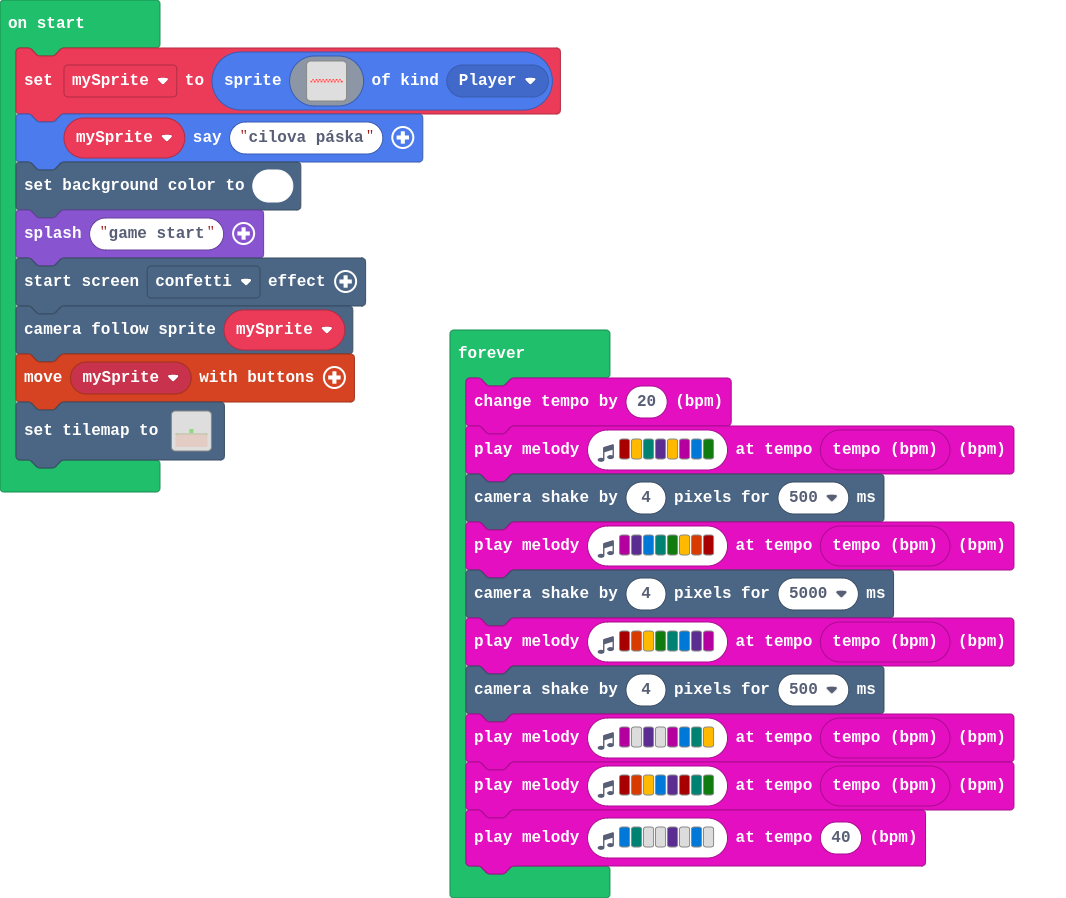 on start
set mySprite to sprite of kind Player
mySprite say "cilova páska"
set background color to
splash "game start"
start screen confetti effect
camera follow sprite mySprite
move mySprite with buttons
set tilemap to
forever
change tempo by 20 (bpm)
play melody at tempo tempo (bpm) (bpm)
camera shake by 4 pixels for 500 ms
play melody at tempo tempo (bpm) (bpm)
camera shake by 4 pixels for 5000 ms
play melody at tempo tempo (bpm) (bpm)
camera shake by 4 pixels for 500 ms
play melody at tempo tempo (bpm) (bpm)
play melody at tempo tempo (bpm) (bpm)
play melody at tempo 40 (bpm)